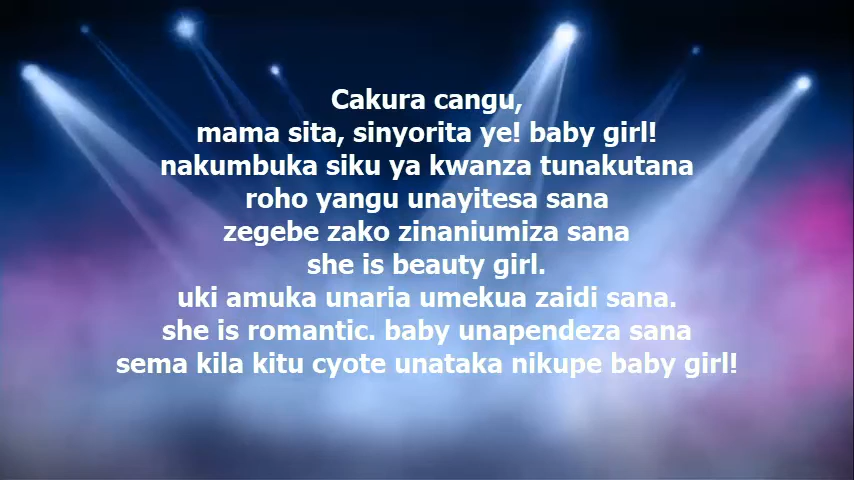 Cakura cangu,
mama sita, sinyorita ye! baby girl!
nakumbuka siku ya kwanza tunakutana
roho yangu unayitesa sana
zegebe zako zinaniumiza sana
she is beauty girl.
uki amuka unaria umekua zaidi sana.
she is romantic. baby unapendeza sana
sema kila kitu cyote unataka nikupe baby girl!